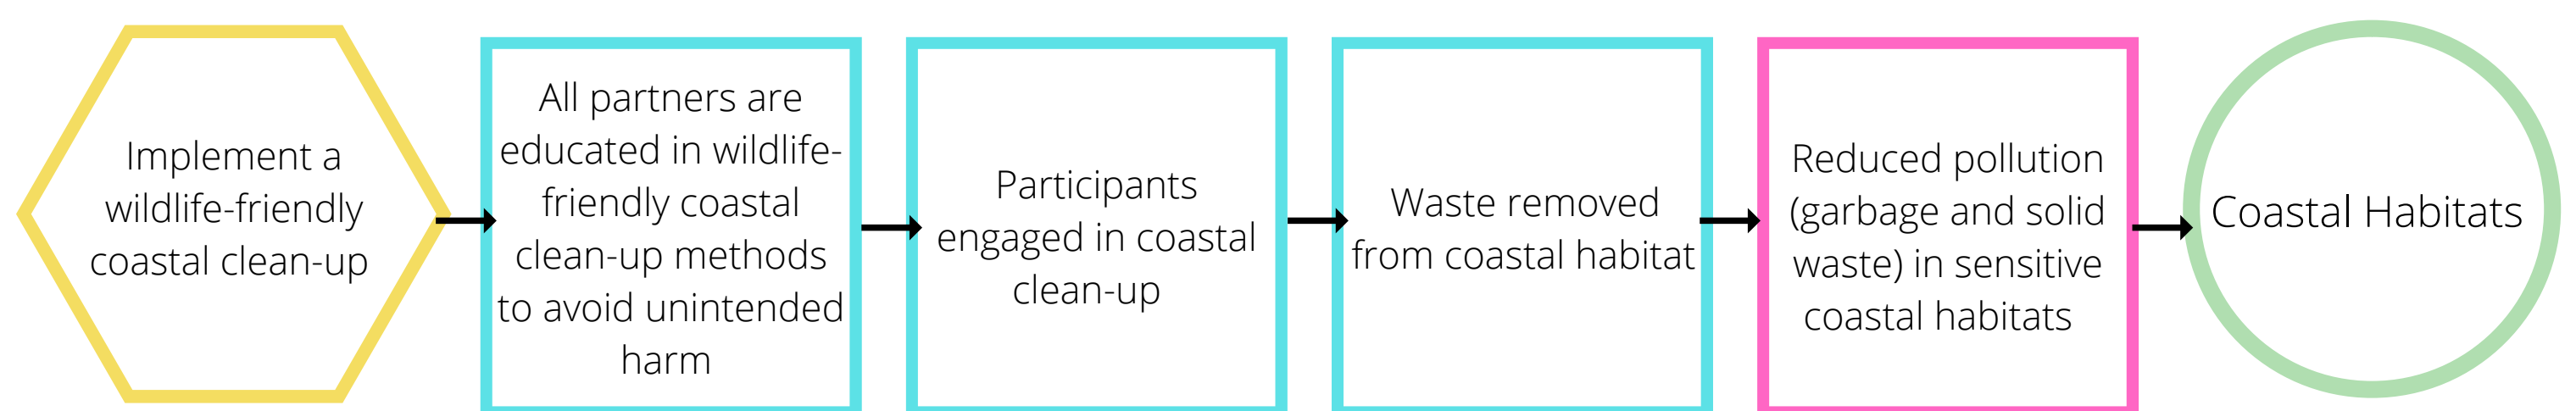 Implement a
wildlife-friendly
coastal clean-up
All partners are
educated in wildlife-
friendly coastal
clean-up methods
to avoid unintended
harm
Participants
engaged in coastal
clean-up
Waste removed
from coastal habitat
Reduced pollution
(garbage and solid
waste) in sensitive
coastal habitats
Coastal Habitats